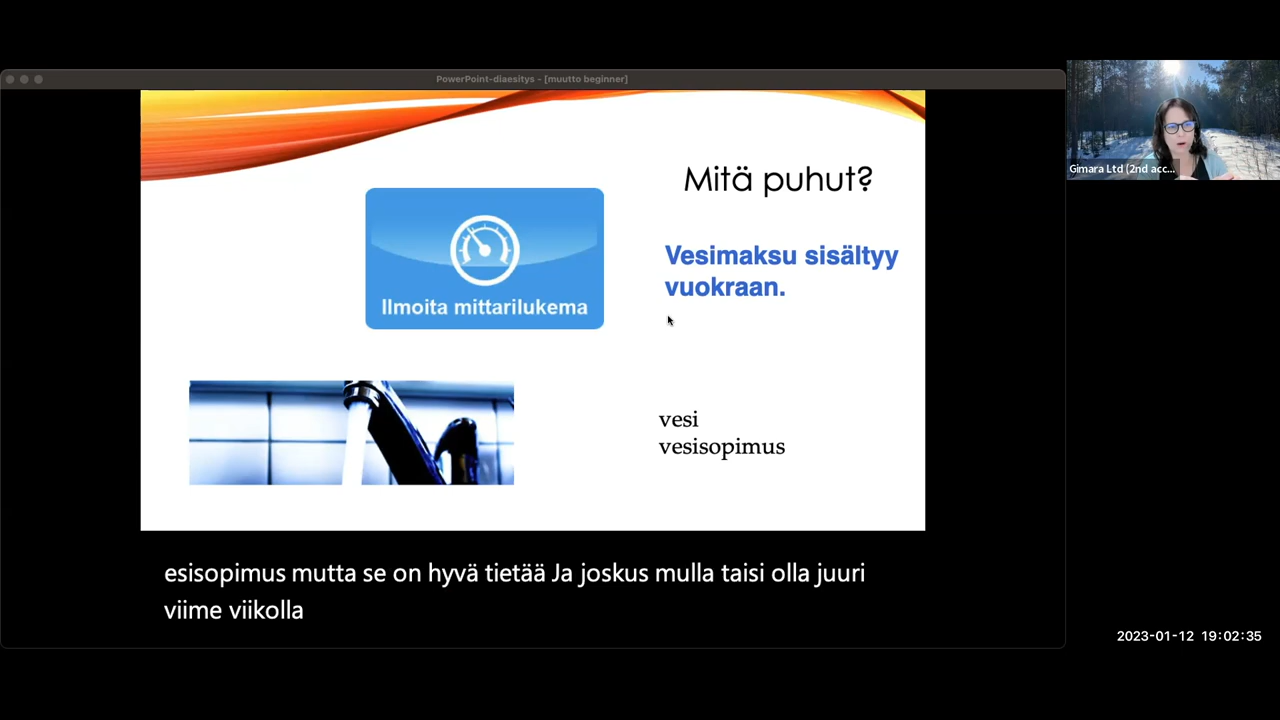 PowerPoint-diaesitys - [muutto beginner]
Gimara Ltd (2nd acc...
Mitä puhut?
Vesimaksu sisältyy
vuokraan.
Ilmoita mittarilukema
vesi
vesisopimus
esisopimus mutta se on hyvä tietää Ja joskus mulla taisi olla juuri
viime viikolla
2023-01-12 19:02:35